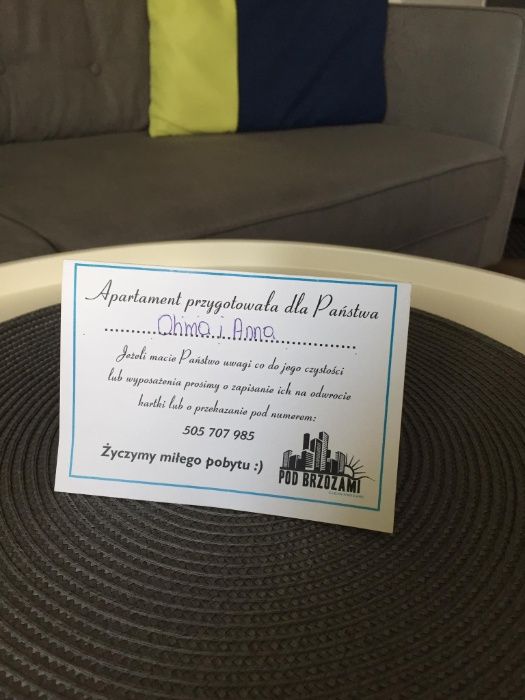 Apartament przygotowała dla Państwa
i Anna
Jeżeli macie Państwo uwagi co do jego czystości
lub wyposażenia prosimy o zapisanie ich na odwrocie
kartki lub o przekazanie pod numerem:
505 707 985
Życzymy miłego pobytu :)
POD BRZOZAMI